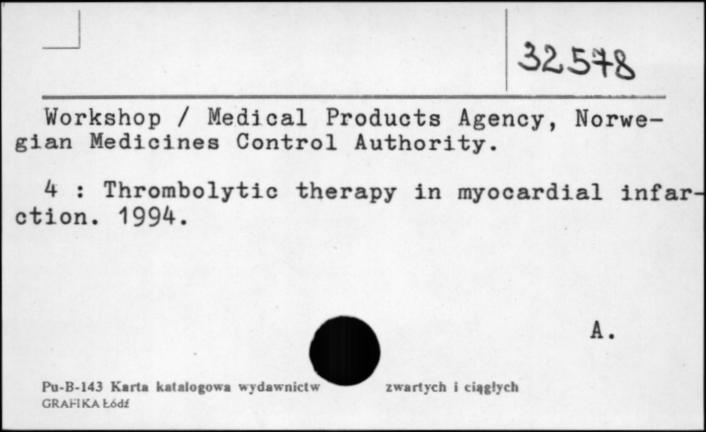 32578
Workshop / Medical Products Agency, Norwe-
gian Medicines Control Authority.
4 : Thrombolytic therapy in myocardial infar-
ction. 1994.
A.
Pu-B-143 Karta katalogowa wydawnictw zwartych i ciągłych
GRAFIKA Łódź